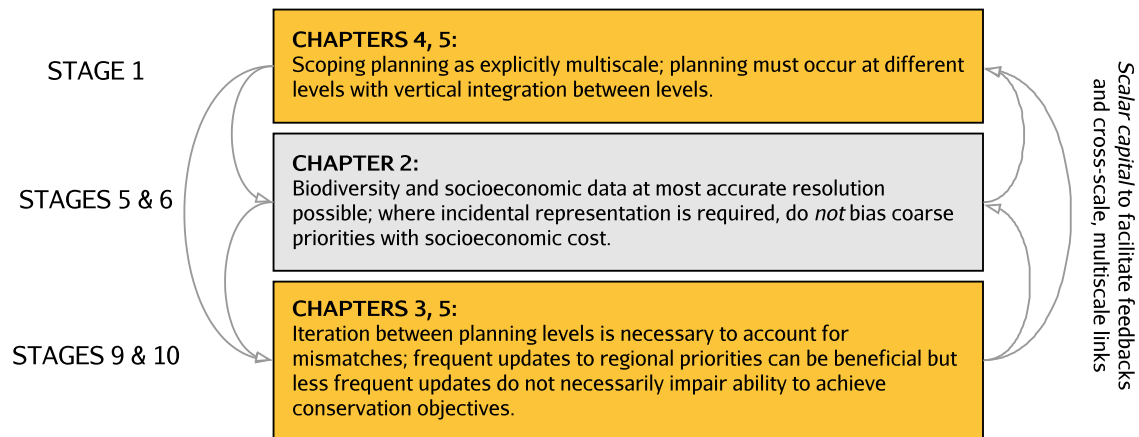 STAGE 1
CHAPTERS 4, 5:
Scoping planning as explicitly multiscale; planning must occur at different
levels with vertical integration between levels.
STAGES 5 & 6
CHAPTER 2:
Biodiversity and socioeconomic data at most accurate resolution
possible; where incidental representation is required, do not bias coarse
priorities with socioeconomic cost.
STAGES 9 & 10
CHAPTERS 3, 5:
Iteration between planning levels is necessary to account for
mismatches; frequent updates to regional priorities can be beneficial but
less frequent updates do not necessarily impair ability to achieve
conservation objectives.
Scalar capital to facilitate feedbacks
and cross-scale, multiscale links